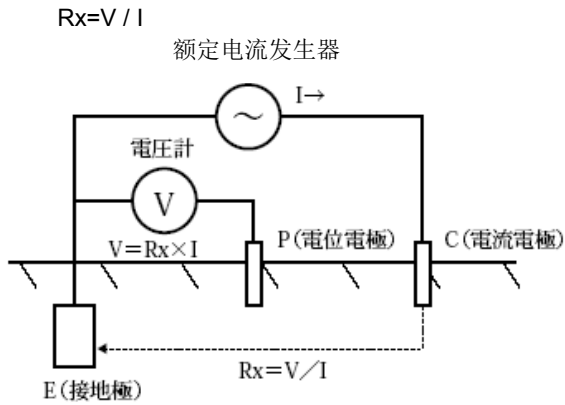 Rx=V / I
额定电流发生器
I→
～
電圧計
V
V=Rx×I
P(電位電極)
C(電流電極)
Rx=V/I
E(接地極)